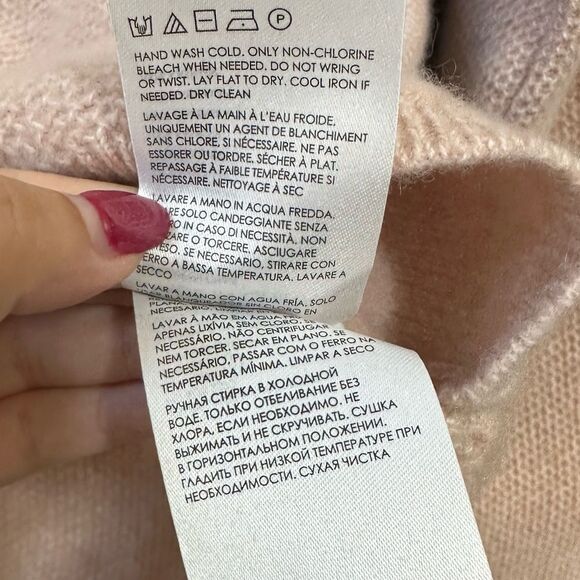 HAND WASH COLD. ONLY NON-CHLORINE
BLEACH WHEN NEEDED. DO NOT WRING
OR TWIST. LAY FLAT TO DRY. COOL IRON IF
NEEDED. DRY CLEAN
LAVAGE À LA MAIN À L'EAU FROIDE,
UNIQUEMENT UN AGENT DE BLANCHIMENT
SANS CHLORE, SI NÉCESSAIRE. NE PAS
ESSORER OU TORDRE. SÉCHER À PLAT.
REPASSAGE À FAIBLE TEMPÉRATURE SI
NÉCESSAIRE. NETTOYAGE À SEC
LAVARE A MANO IN ACQUA FREDDA.
SOLO CANDEGGIANTE SENZA
IN CASO DI NECESSITÀ. NON
O TORCERE. ASCIUGARE
SE NECESSARIO, STIRARE CON
FERRO A BASSA TEMPERATURA. LAVARE A
SECCO
LAVAR A MANO CON AGUA FRÍA, SOLO
SIN CLORO EN
NECESARIO.
LAVAR À MÃO EM ÁGUA
APENAS LIXÍVIA SEM CLORO,
NECESSÁRIO. NÃO CENTRIFUGAR
NEM TORCER. SECAR EM PLANO. SE
NECESSÁRIO, PASSAR COM O FERRO NA
TEMPERATURA MÍNIMA. LIMPAR A SECO
РУЧНАЯ СТИРКА В ХОЛОДНОЙ
ВОДЕ. ТОЛЬКО ОТБЕЛИВАНИЕ БЕЗ
ХЛОРА, ЕСЛИ НЕОБХОДИМО. НЕ
ВЫЖИМАТЬ И НЕ СКРУЧИВАТЬ. СУШКА
В ГОРИЗОНТАЛЬНОМ ПОЛОЖЕНИИ.
ГЛАДИТЬ ПРИ НИЗКОЙ ТЕМПЕРАТУРЕ ПРИ
НЕОБХОДИМОСТИ. СУХАЯ ЧИСТКА